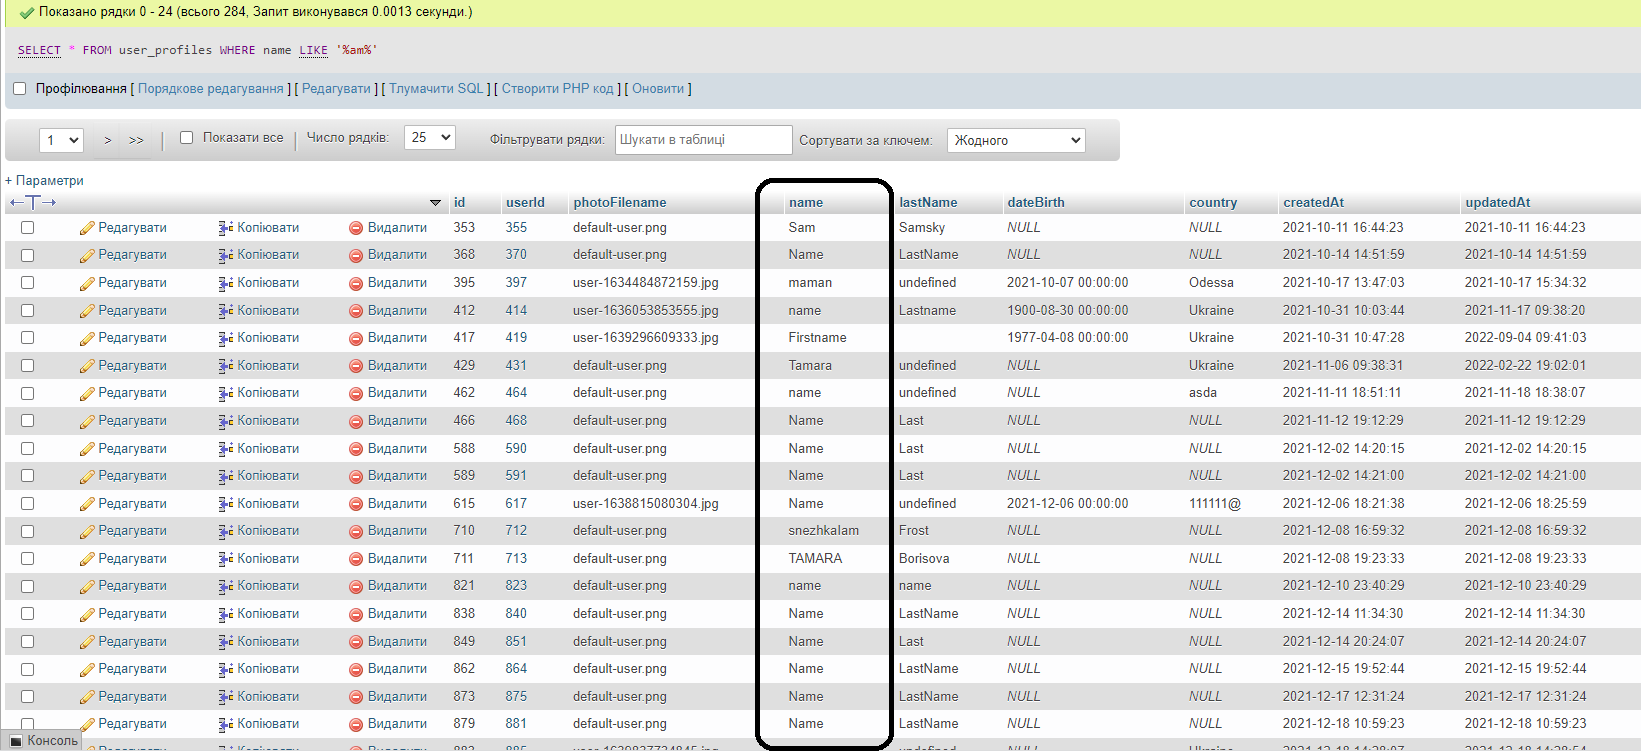 Показано рядки 0 - 24 (всього 284, Запит виконувався 0.0013 секунди.)
SELECT * FROM user_profiles WHERE name LIKE '%am%'
Профілювання [ Порядкове редагування ] [ Редагувати ] [ Тлумачити SQL ] [ Створити PHP код ] [ Оновити ]
1 > >> Показати все Число рядків: 25 Фільтрувати рядки: Шукати в таблиці Сортувати за ключем: Жодного
+ Параметри
←T→ id userId photoFilename name lastName dateBirth country createdAt updatedAt
Редагувати Копіювати Видалити 353 355 default-user.png Sam Samsky NULL NULL 2021-10-11 16:44:23 2021-10-11 16:44:23
Редагувати Копіювати Видалити 368 370 default-user.png Name LastName NULL NULL 2021-10-14 14:51:59 2021-10-14 14:51:59
Редагувати Копіювати Видалити 395 397 user-1634484872159.jpg maman undefined 2021-10-07 00:00:00 Odessa 2021-10-17 13:47:03 2021-10-17 15:34:32
Редагувати Копіювати Видалити 412 414 user-1636053853555.jpg name Lastname 1900-08-30 00:00:00 Ukraine 2021-10-31 10:03:44 2021-11-17 09:38:20
Редагувати Копіювати Видалити 417 419 user-1639296609333.jpg Firstname 1977-04-08 00:00:00 Ukraine 2021-10-31 10:47:28 2022-09-04 09:41:03
Редагувати Копіювати Видалити 429 431 default-user.png Tamara undefined NULL Ukraine 2021-11-06 09:38:31 2022-02-22 19:02:01
Редагувати Копіювати Видалити 462 464 default-user.png name undefined NULL asda 2021-11-11 18:51:11 2021-11-18 18:38:07
Редагувати Копіювати Видалити 466 468 default-user.png Name Last NULL NULL 2021-11-12 19:12:29 2021-11-12 19:12:29
Редагувати Копіювати Видалити 588 590 default-user.png Name Last NULL NULL 2021-12-02 14:20:15 2021-12-02 14:20:15
Редагувати Копіювати Видалити 589 591 default-user.png Name Last NULL NULL 2021-12-02 14:21:00 2021-12-02 14:21:00
Редагувати Копіювати Видалити 615 617 user-1638815080304.jpg Name undefined 2021-12-06 00:00:00 111111@ 2021-12-06 18:21:38 2021-12-06 18:25:59
Редагувати Копіювати Видалити 710 712 default-user.png snezhkalam Frost NULL NULL 2021-12-08 16:59:32 2021-12-08 16:59:32
Редагувати Копіювати Видалити 711 713 default-user.png TAMARA Borisova NULL NULL 2021-12-08 19:23:33 2021-12-08 19:23:33
Редагувати Копіювати Видалити 821 823 default-user.png name name NULL NULL 2021-12-10 23:40:29 2021-12-10 23:40:29
Редагувати Копіювати Видалити 838 840 default-user.png Name LastName NULL NULL 2021-12-14 11:34:30 2021-12-14 11:34:30
Редагувати Копіювати Видалити 849 851 default-user.png Name Last NULL NULL 2021-12-14 20:24:07 2021-12-14 20:24:07
Редагувати Копіювати Видалити 862 864 default-user.png Name LastName NULL NULL 2021-12-15 19:52:44 2021-12-15 19:52:44
Редагувати Копіювати Видалити 873 875 default-user.png Name LastName NULL NULL 2021-12-17 12:31:24 2021-12-17 12:31:24
Редагувати Копіювати Видалити 879 881 default-user.png Name LastName NULL NULL 2021-12-18 10:59:23 2021-12-18 10:59:23
Консоль